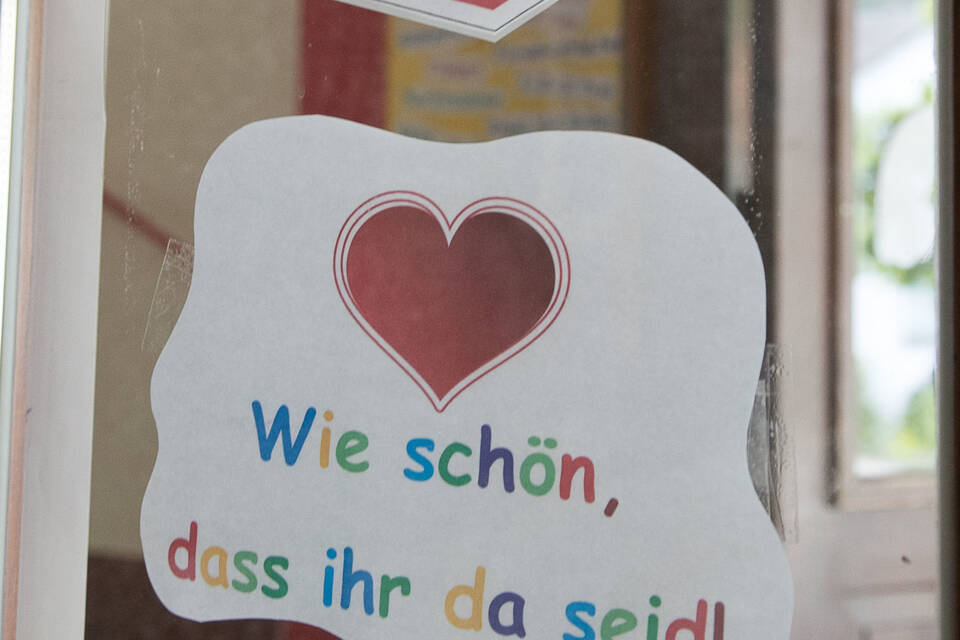 Wie schön,
dass ihr da seid!